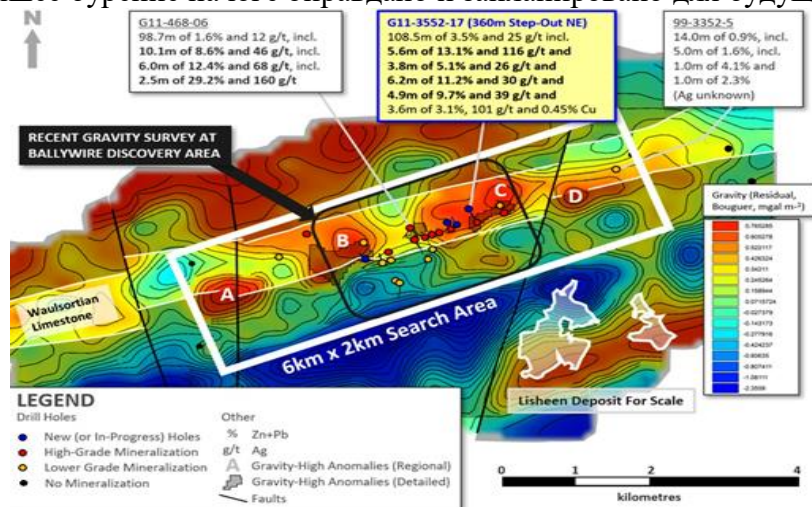 шее бурение на юге оправдано и запланировано для буду
N
G11-468-06
98.7m of 1.6% and 12 g/t, incl.
10.1m of 8.6% and 46 g/t, incl.
6.0m of 12.4% and 68 g/t, incl.
2.5m of 29.2% and 160 g/t
G11-3552-17 (360m Step-Out NE)
108.5m of 3.5% and 25 g/t incl.
5.6m of 13.1% and 116 g/t and
3.8m of 5.1% and 26 g/t and
6.2m of 11.2% and 30 g/t and
4.9m of 9.7% and 39 g/t and
3.6m of 3.1%, 101 g/t and 0.45% Cu
99-3352-5
14.0m of 0.9%, incl.
5.0m of 1.6%, incl.
1.0m of 4.1% and
1.0m of 2.3%
(Ag unknown)
RECENT GRAVITY SURVEY AT
BALLYWIRE DISCOVERY AREA
A
B
C
D
Waulsortian
Limestone
6km x 2km Search Area
Gravity (Residual,
Bouguer, mgal m⁻²)
Lisheen Deposit For Scale
LEGEND
Drill Holes
New (or In-Progress) Holes
High-Grade Mineralization
Lower Grade Mineralization
No Mineralization
Other
% Zn+Pb
g/t Ag
A Gravity-High Anomalies (Regional)
Gravity-High Anomalies (Detailed)
Faults
0 1 2 4
kilometres